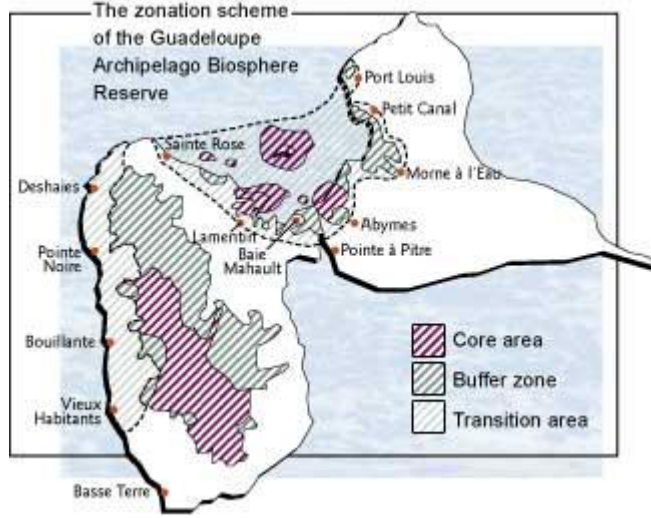 The zonation scheme
of the Guadeloupe
Archipelago Biosphere
Reserve
Port Louis
Petit Canal
Sainte Rose
Morne à l'Eau
Deshaies
Lamentin
Abymes
Baie
Mahault
Pointe à Pitre
Pointe
Noire
Core area
Bouillante
Buffer zone
Vieux
Habitants
Transition area
Basse Terre